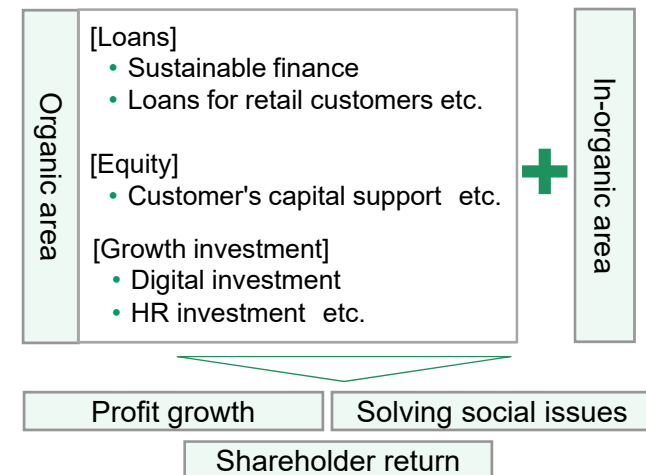 Organic area
[Loans]
• Sustainable finance
• Loans for retail customers etc.
[Equity]
• Customer's capital support etc.
[Growth investment]
• Digital investment
• HR investment etc.
In-organic area
Profit growth
Solving social issues
Shareholder return